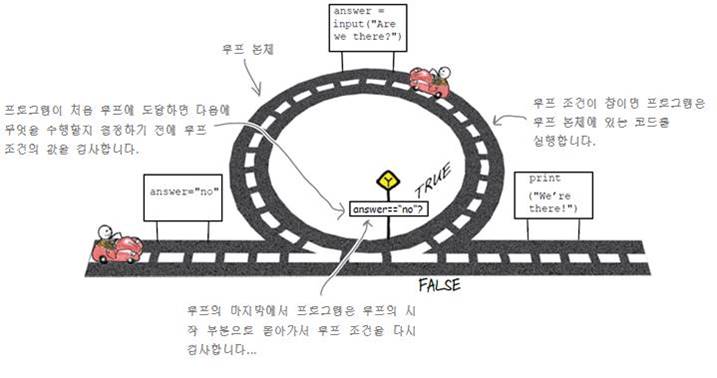 answer =
input("Are
we there?")
루프 본체
프로그램이 처음 루프에 도달하면 다음에
무엇을 수행할지 결정하기 전에 루프
조건의 값을 검사합니다.
루프 조건이 참이면 프로그램은
루프 본체에 있는 코드를
실행합니다.
answer="no"
Y
TRUE
answer=="no"?
print
("We're
there!")
FALSE
루프의 마지막에서 프로그램은 루프의 시
작 부분으로 돌아가서 루프 조건을 다시
검사합니다...